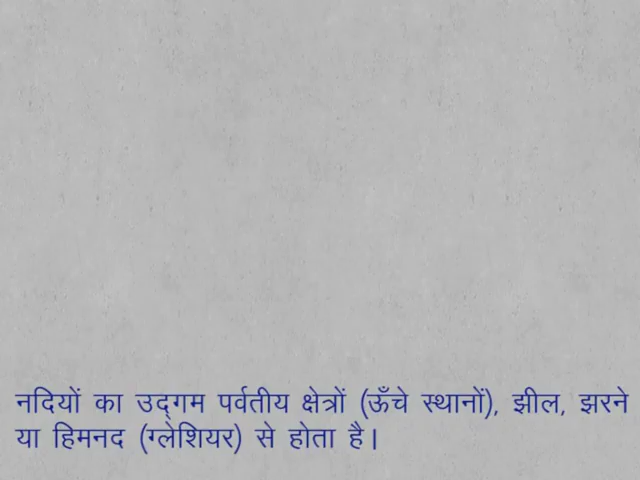 नदियों का उद्गम पर्वतीय क्षेत्रों (ऊँचे स्थानों), झील, झरने
या हिमनद (ग्लेशियर) से होता है।